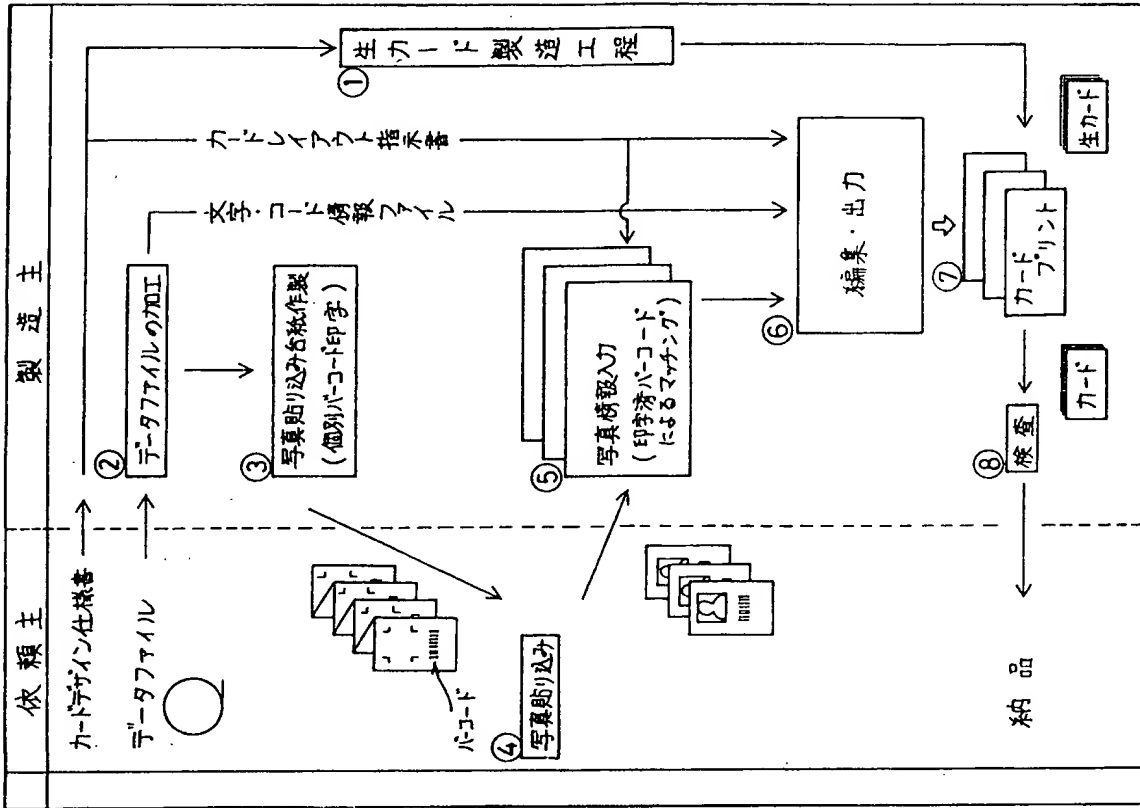 依頼主
製造主
カードデザイン仕様書
データファイル
①
生カード製造工程
カードレイアウト指示書
文字・コード情報ファイル
②
データファイルの加工
③
写真貼り込み台紙作製
(個別バーコード印字)
バーコード
④
写真貼り込み
⑤
写真情報入力
(印字済バーコード
によるマッチング)
⑥
編集・出力
⑦
カード
プリント
生カード
カード
⑧
検査
納品